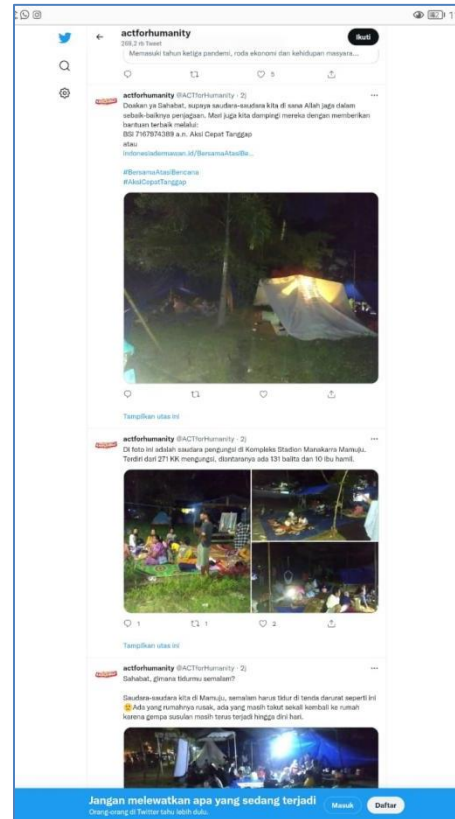 actforhumanity
268,2 rb Tweet
Ikuti
Memasuki tahun ketiga pandemi, roda ekonomi dan kehidupan masyara...
5
actforhumanity @ACTforHumanity · 2j
Doakan ya Sahabat, supaya saudara-saudara kita di sana Allah jaga dalam
sebaik-baiknya penjagaan. Mari juga kita dampingi mereka dengan memberikan
bantuan terbaik melalui:
BSI 7167974389 a.n. Aksi Cepat Tanggap
atau
indonesiadermawan.id/BersamaAtasiBe...
#BersamaAtasiBencana
#AksiCepatTanggap
Tampilkan utas ini
actforhumanity @ACTforHumanity · 2j
Di foto ini adalah saudara pengungsi di Kompleks Stadion Manakarra Mamuju.
Terdiri dari 271 KK mengungsi, diantaranya ada 131 balita dan 10 ibu hamil.
1 1 2
Tampilkan utas ini
actforhumanity @ACTforHumanity · 2j
Sahabat, gimana tidurmu semalam?
Saudara-saudara kita di Mamuju, semalam harus tidur di tenda darurat seperti ini
Ada yang rumahnya rusak, ada yang masih takut sekali kembali ke rumah
karena gempa susulan masih terus terjadi hingga dini hari.
Jangan melewatkan apa yang sedang terjadi
Orang-orang di Twitter tahu lebih dulu.
Masuk
Daftar